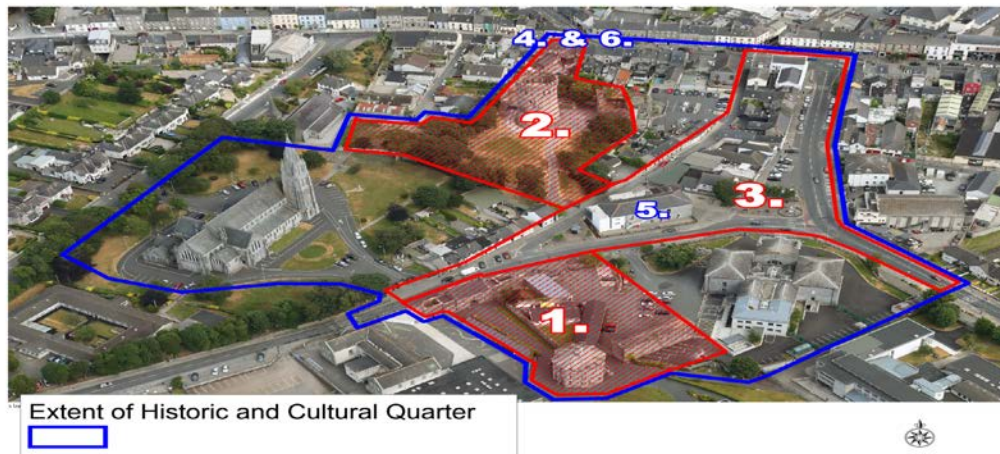 4. & 6.
2.
5.
3.
1.
Extent of Historic and Cultural Quarter